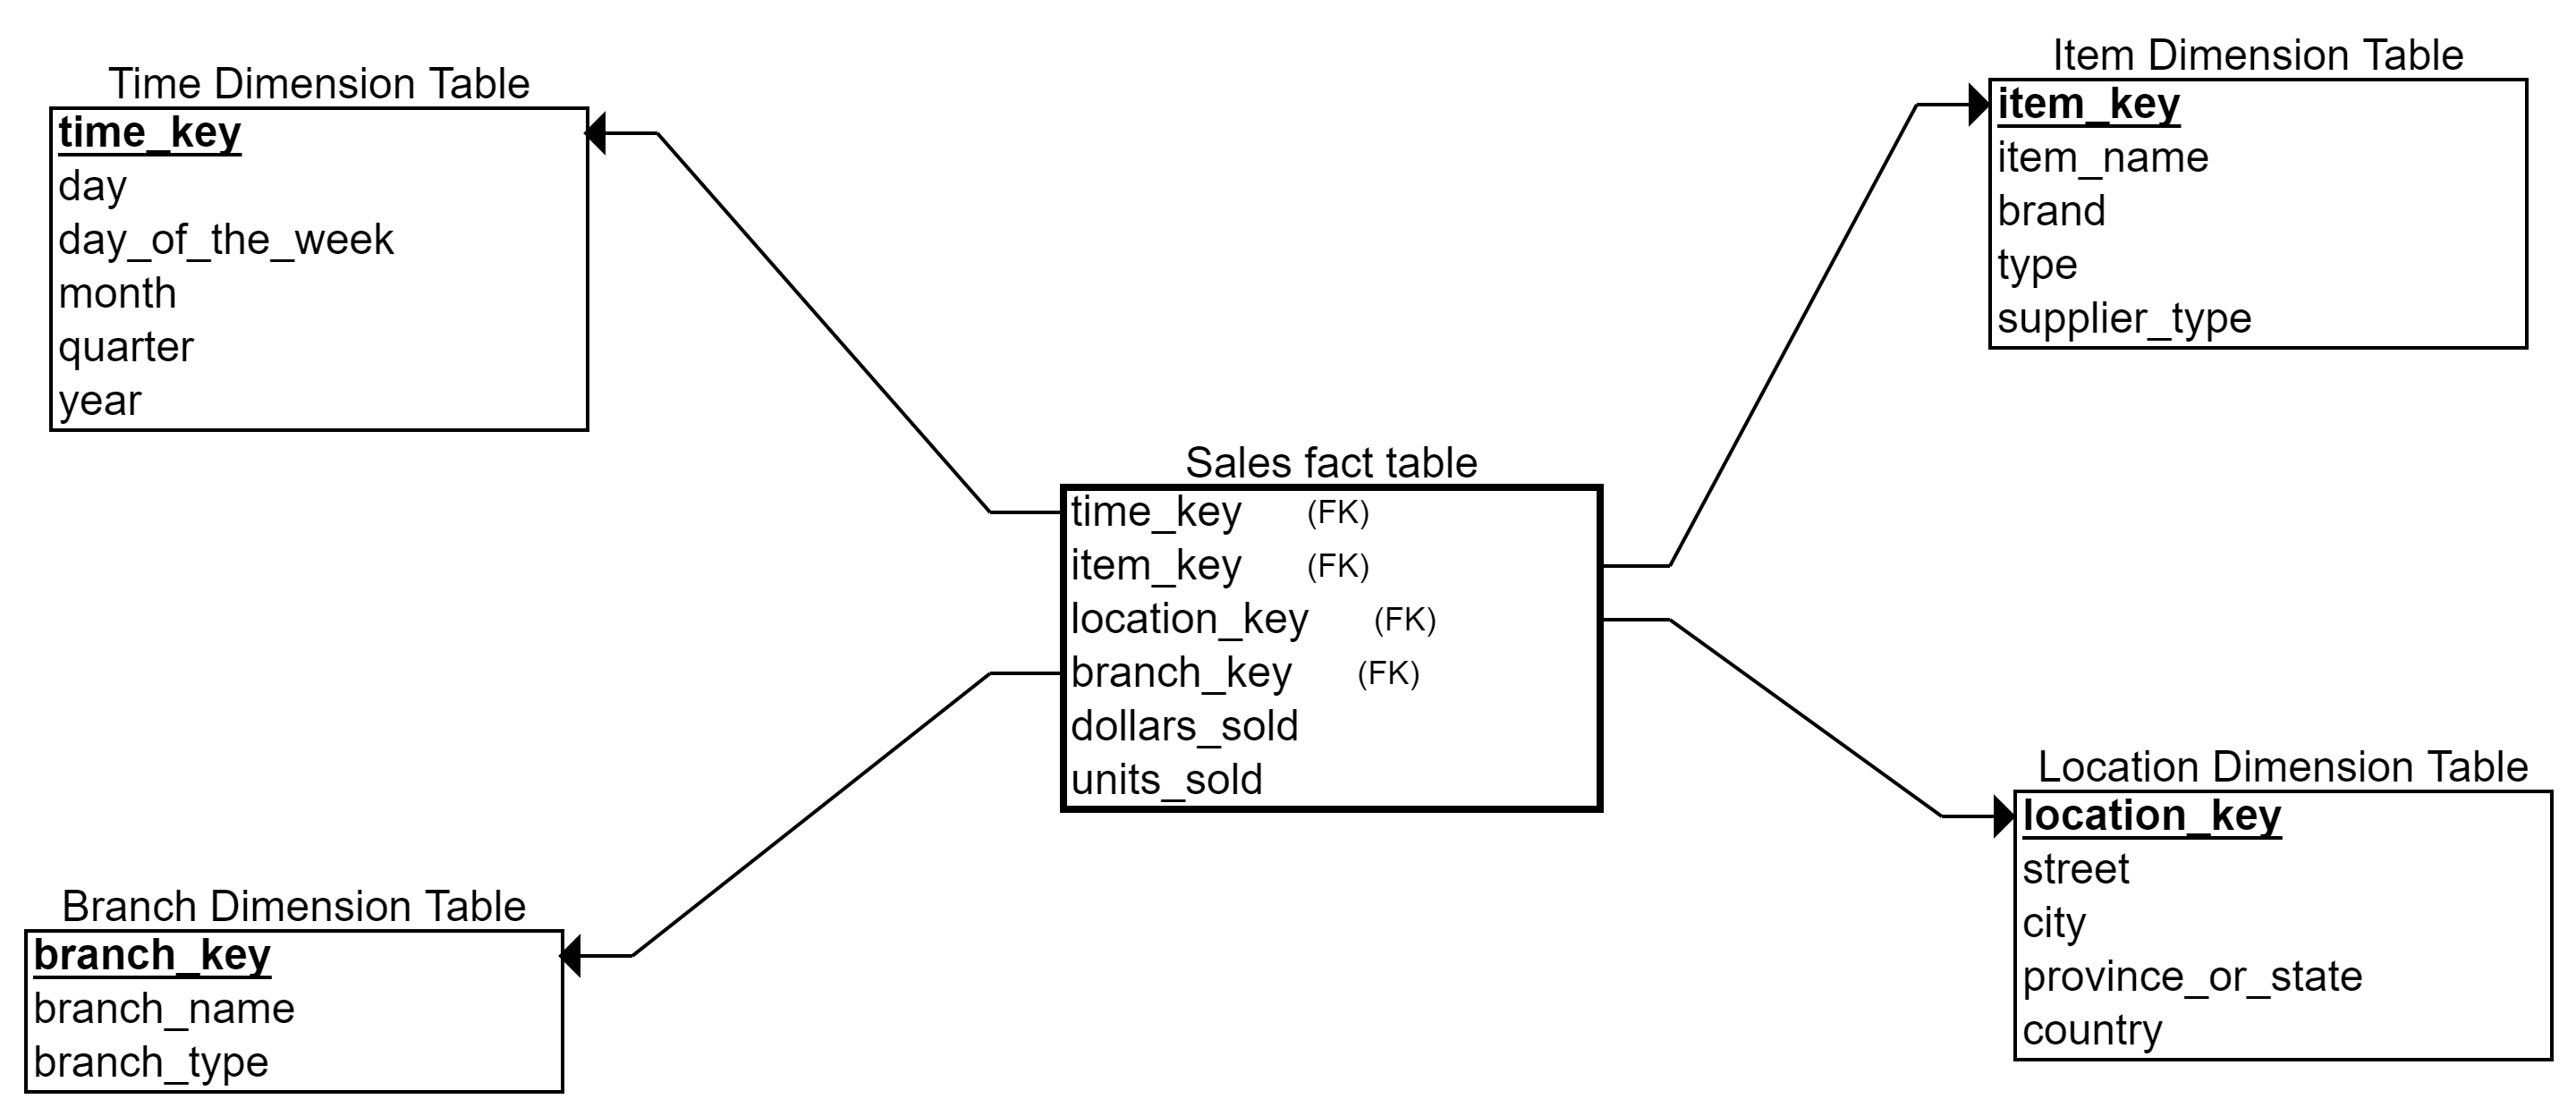 Time Dimension Table
time_key
day
day_of_the_week
month
quarter
year
Item Dimension Table
item_key
item_name
brand
type
supplier_type
Sales fact table
time_key (FK)
item_key (FK)
location_key (FK)
branch_key (FK)
dollars_sold
units_sold
Branch Dimension Table
branch_key
branch_name
branch_type
Location Dimension Table
location_key
street
city
province_or_state
country